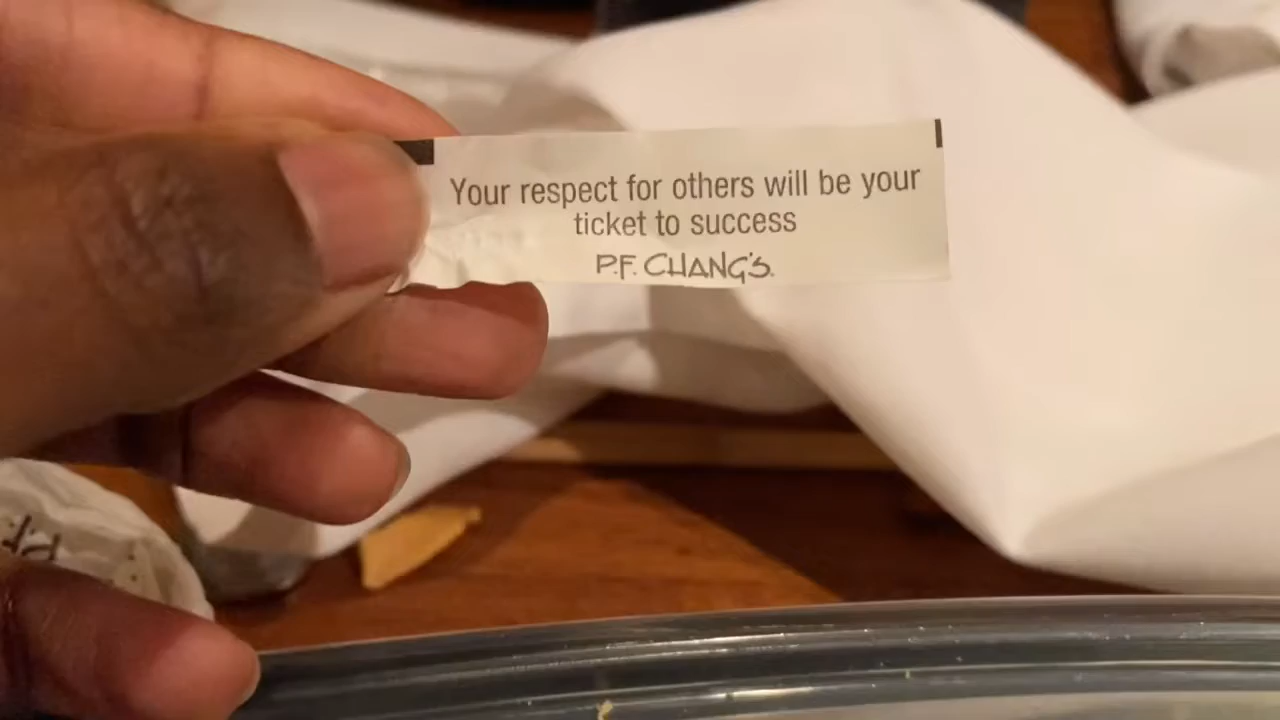 Your respect for others will be your
ticket to success
P.F. CHANG'S.